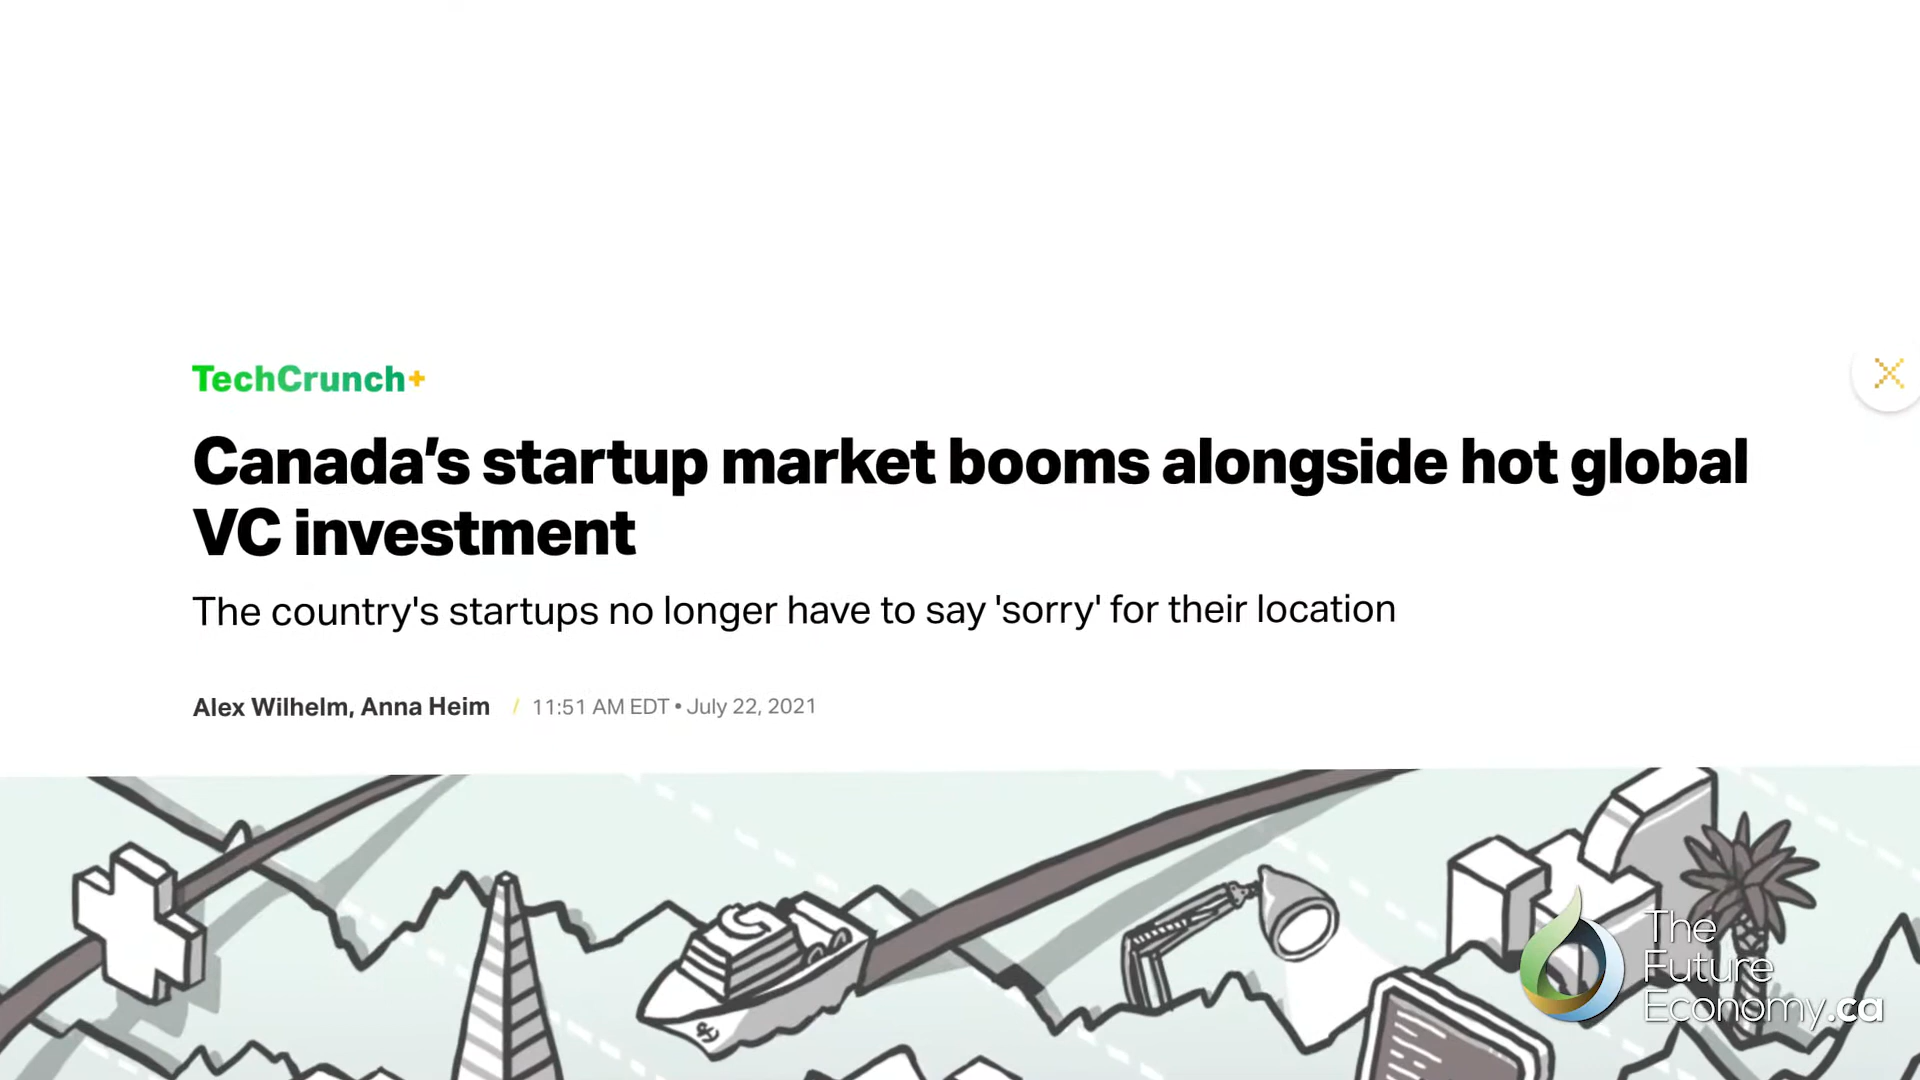 TechCrunch+
Canada’s startup market booms alongside hot global
VC investment
The country's startups no longer have to say 'sorry' for their location
Alex Wilhelm, Anna Heim / 11:51 AM EDT • July 22, 2021
The
Future
Economy.ca